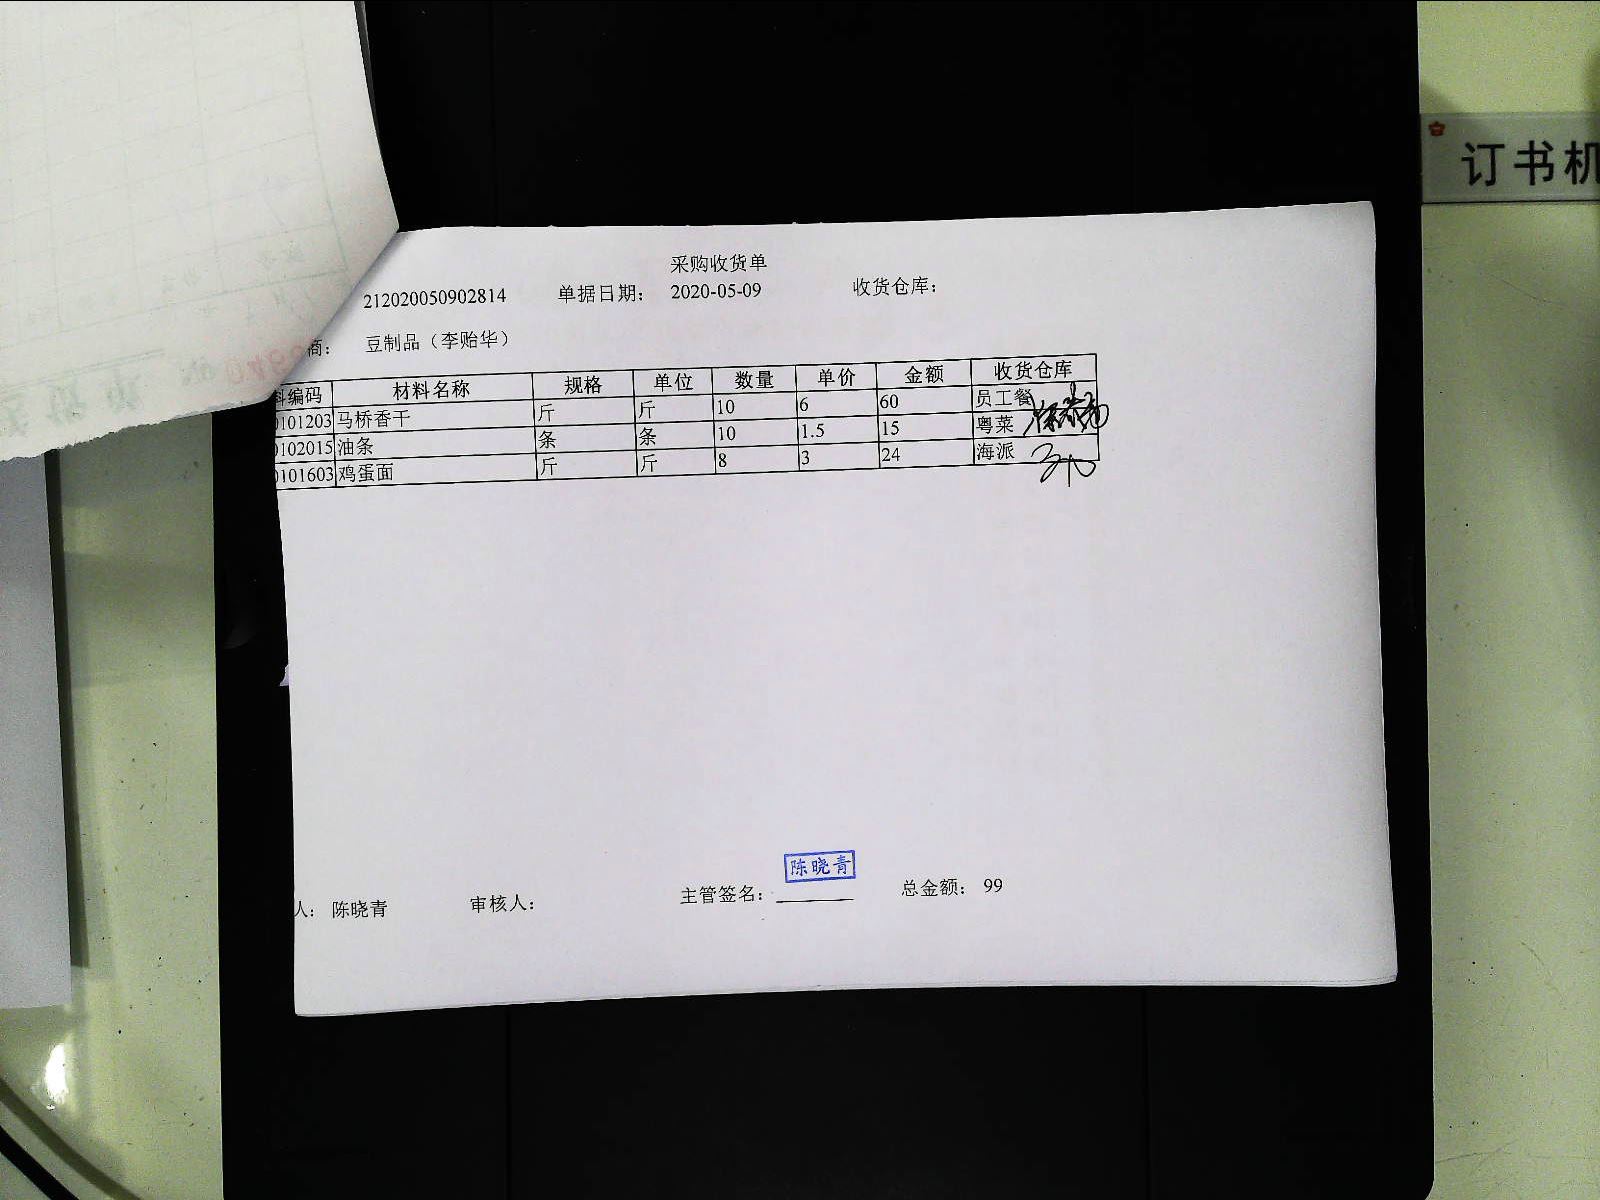 订书机
采购收货单
212020050902814 单据日期: 2020-05-09 收货仓库:
商: 豆制品（李贻华）
料编码 材料名称 规格 单位 数量 单价 金额 收货仓库
0101203 马桥香干 斤 斤 10 6 60 员工餐
0102015 油条 条 条 10 1.5 15 粤菜
0101603 鸡蛋面 斤 斤 8 3 24 海派
陈晓青
人: 陈晓青 审核人: 主管签名: 总金额: 99